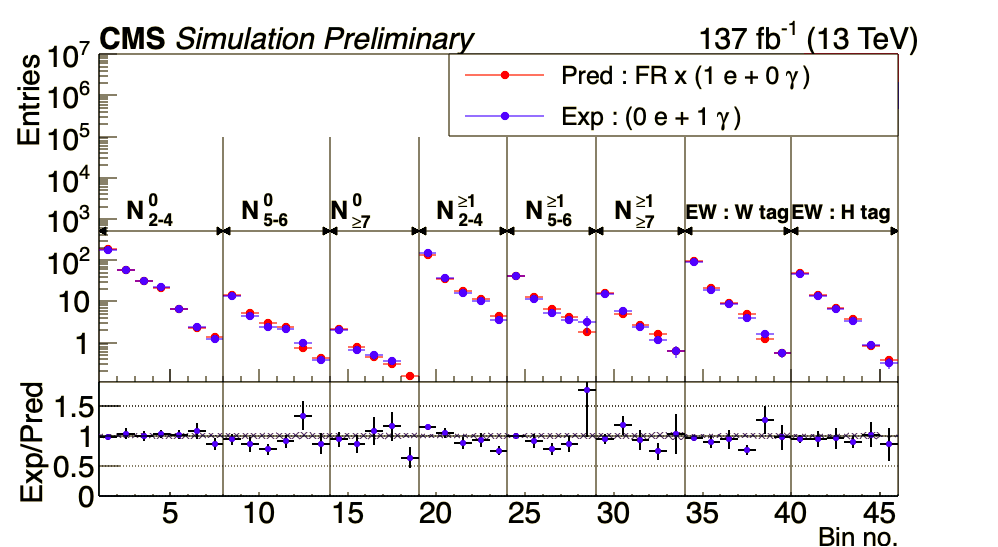 CMS Simulation Preliminary 137 fb⁻¹ (13 TeV)
Entries
10⁷
10⁶
10⁵
10⁴
10³
10²
10
1
Pred : FR x (1 e + 0 γ)
Exp : (0 e + 1 γ)
N⁰₂₋₄ N⁰₅₋₆ N⁰≥₇ N≥¹₂₋₄ N≥¹₅₋₆ N≥¹≥₇ EW : W tag EW : H tag
Exp/Pred
1.5
1
0.5
0
5 10 15 20 25 30 35 40 45
Bin no.